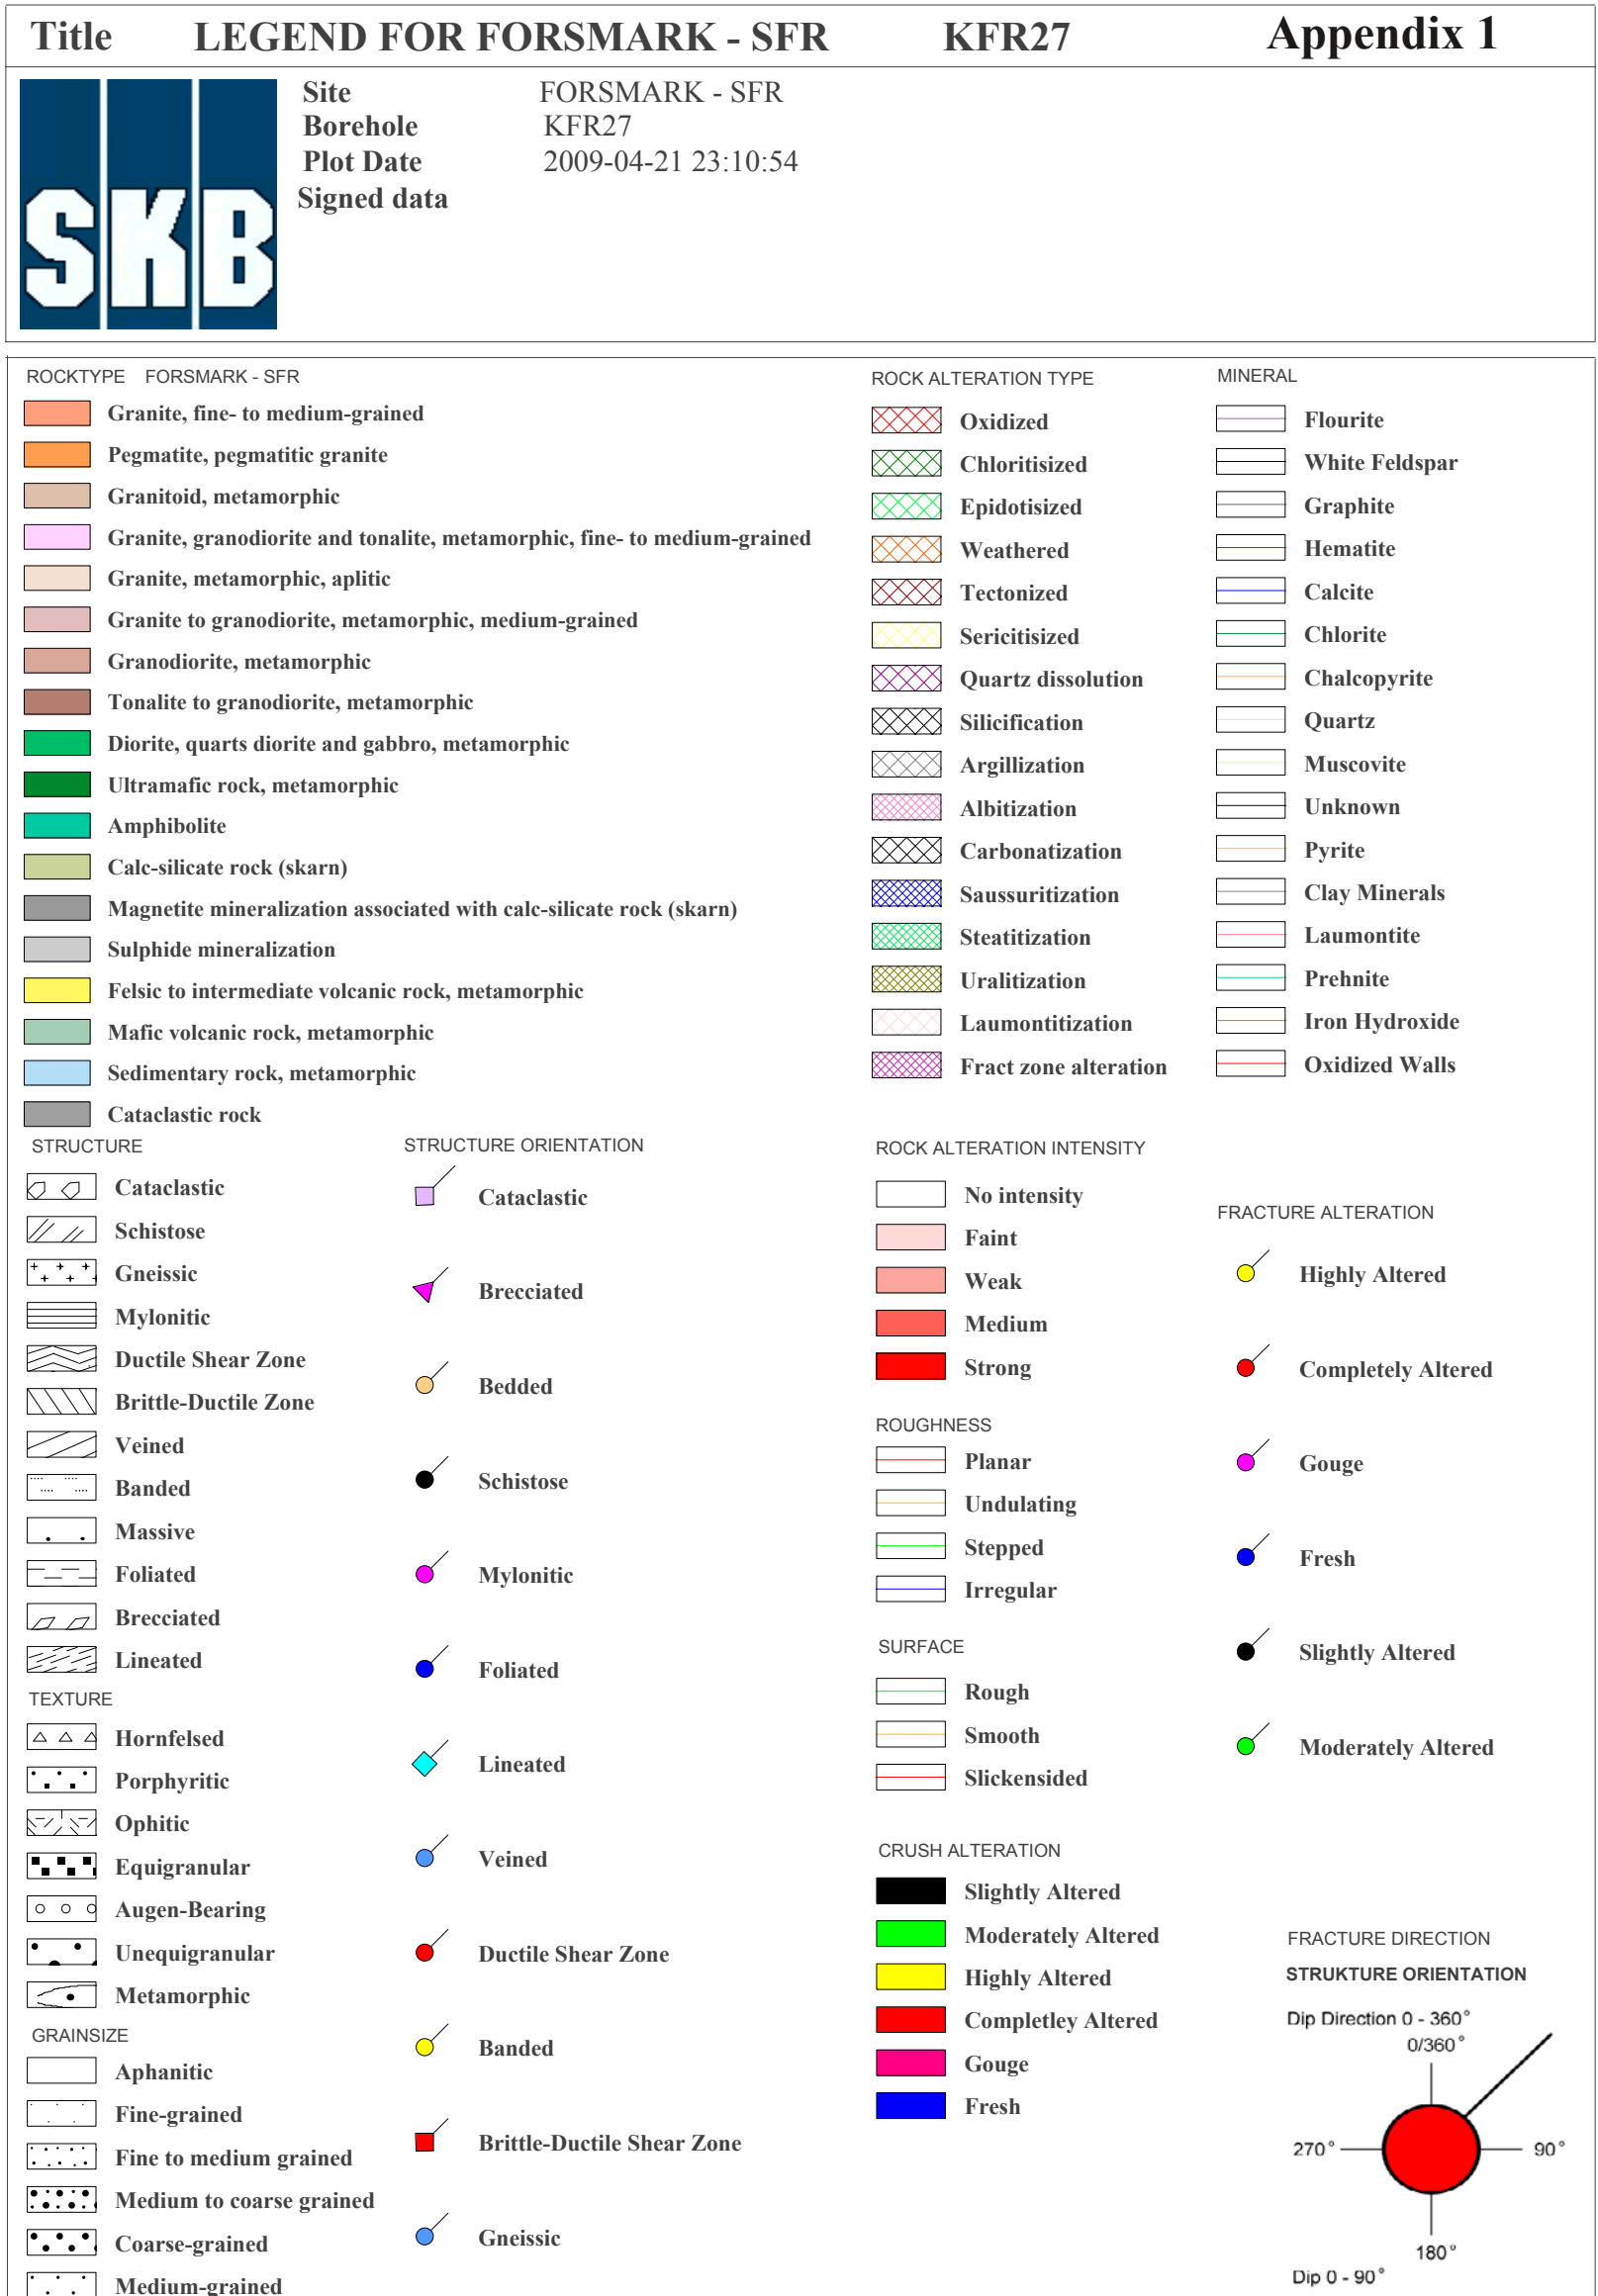 Title LEGEND FOR FORSMARK - SFR KFR27 Appendix 1
SKB
Site FORSMARK - SFR
Borehole KFR27
Plot Date 2009-04-21 23:10:54
Signed data
ROCKTYPE FORSMARK - SFR
Granite, fine- to medium-grained
Pegmatite, pegmatitic granite
Granitoid, metamorphic
Granite, granodiorite and tonalite, metamorphic, fine- to medium-grained
Granite, metamorphic, aplitic
Granite to granodiorite, metamorphic, medium-grained
Granodiorite, metamorphic
Tonalite to granodiorite, metamorphic
Diorite, quarts diorite and gabbro, metamorphic
Ultramafic rock, metamorphic
Amphibolite
Calc-silicate rock (skarn)
Magnetite mineralization associated with calc-silicate rock (skarn)
Sulphide mineralization
Felsic to intermediate volcanic rock, metamorphic
Mafic volcanic rock, metamorphic
Sedimentary rock, metamorphic
Cataclastic rock
ROCK ALTERATION TYPE
Oxidized
Chloritisized
Epidotisized
Weathered
Tectonized
Sericitisized
Quartz dissolution
Silicification
Argillization
Albitization
Carbonatization
Saussuritization
Steatitization
Uralitization
Laumontitization
Fract zone alteration
MINERAL
Flourite
White Feldspar
Graphite
Hematite
Calcite
Chlorite
Chalcopyrite
Quartz
Muscovite
Unknown
Pyrite
Clay Minerals
Laumontite
Prehnite
Iron Hydroxide
Oxidized Walls
STRUCTURE
Cataclastic
Schistose
Gneissic
Mylonitic
Ductile Shear Zone
Brittle-Ductile Zone
Veined
Banded
Massive
Foliated
Brecciated
Lineated
TEXTURE
Hornfelsed
Porphyritic
Ophitic
Equigranular
Augen-Bearing
Unequigranular
Metamorphic
GRAINSIZE
Aphanitic
Fine-grained
Fine to medium grained
Medium to coarse grained
Coarse-grained
Medium-grained
STRUCTURE ORIENTATION
Cataclastic
Brecciated
Bedded
Schistose
Mylonitic
Foliated
Lineated
Veined
Ductile Shear Zone
Banded
Brittle-Ductile Shear Zone
Gneissic
ROCK ALTERATION INTENSITY
No intensity
Faint
Weak
Medium
Strong
ROUGHNESS
Planar
Undulating
Stepped
Irregular
SURFACE
Rough
Smooth
Slickensided
CRUSH ALTERATION
Slightly Altered
Moderately Altered
Highly Altered
Completley Altered
Gouge
Fresh
FRACTURE ALTERATION
Highly Altered
Completely Altered
Gouge
Fresh
Slightly Altered
Moderately Altered
FRACTURE DIRECTION
STRUKTURE ORIENTATION
Dip Direction 0 - 360°
0/360°
270° 90°
180°
Dip 0 - 90°